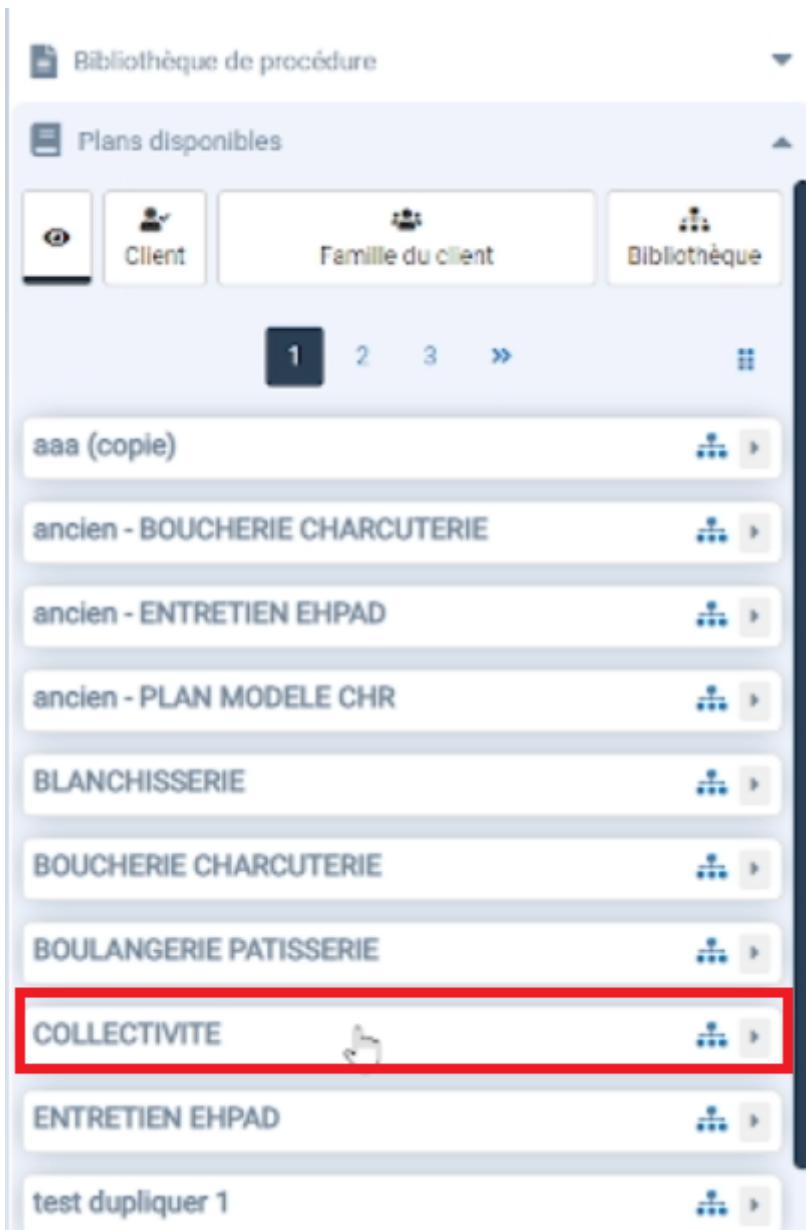 Bibliothèque de procédure
Plans disponibles
Client
Famille du client
Bibliothèque
1 2 3 »
aaa (copie)
ancien - BOUCHERIE CHARCUTERIE
ancien - ENTRETIEN EHPAD
ancien - PLAN MODELE CHR
BLANCHISSERIE
BOUCHERIE CHARCUTERIE
BOULANGERIE PATISSERIE
COLLECTIVITE
ENTRETIEN EHPAD
test dupliquer 1